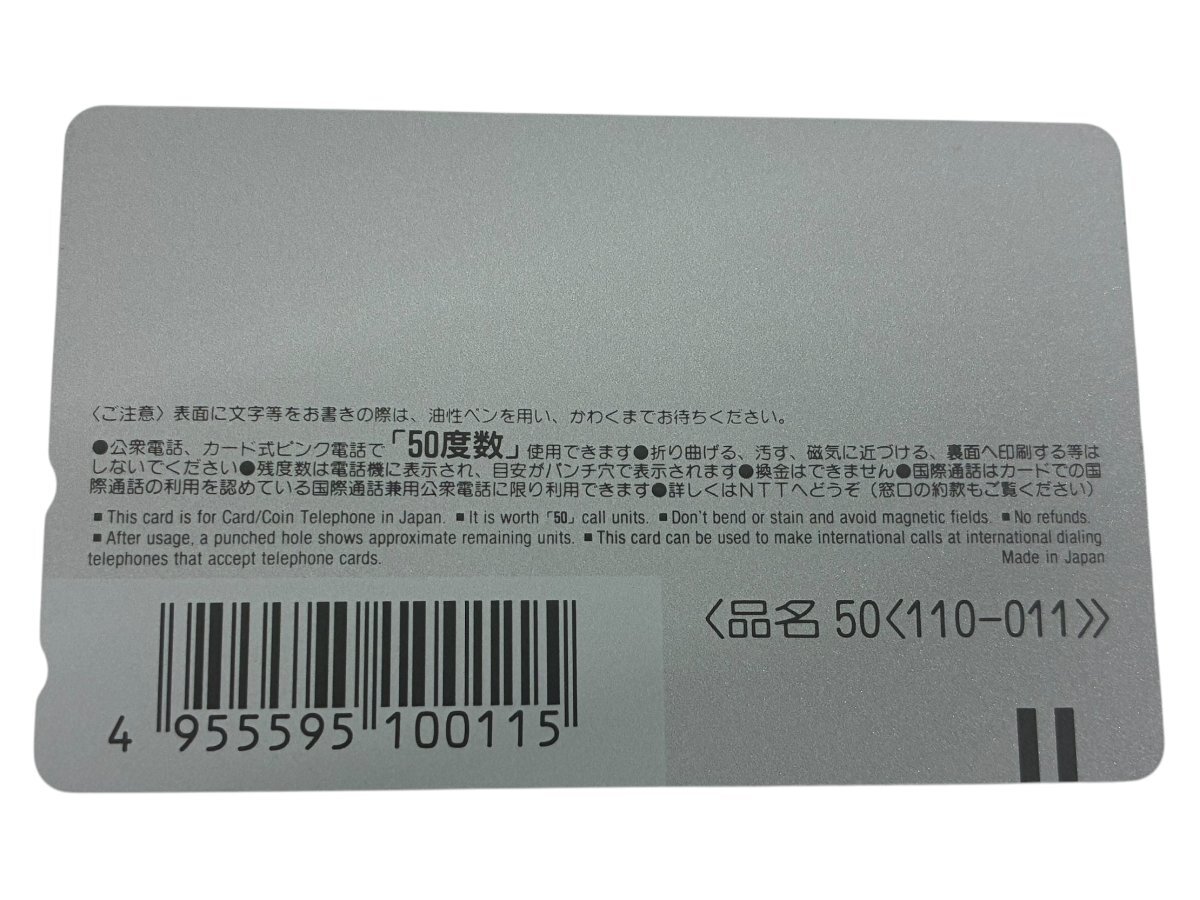 〈ご注意〉表面に文字等をお書きの際は、油性ペンを用い、かわくまでお待ちください。
●公衆電話、カード式ピンク電話で「50度数」使用できます●折り曲げる、汚す、磁気に近づける、裏面へ印刷する等は
しないでください●残度数は電話機に表示され、目安がパンチ穴で表示されます●換金はできません●国際通話はカードでの国
際通話の利用を認めている国際通話兼用公衆電話に限り利用できます●詳しくはNTTへどうぞ（窓口の約款もご覧ください）
■This card is for Card/Coin Telephone in Japan. ■It is worth「50」call units. ■Don't bend or stain and avoid magnetic fields. ■No refunds.
■After usage, a punched hole shows approximate remaining units. ■This card can be used to make international calls at international dialing
telephones that accept telephone cards. Made in Japan
〈品名 50〈110-011〉〉
4 955595 100115